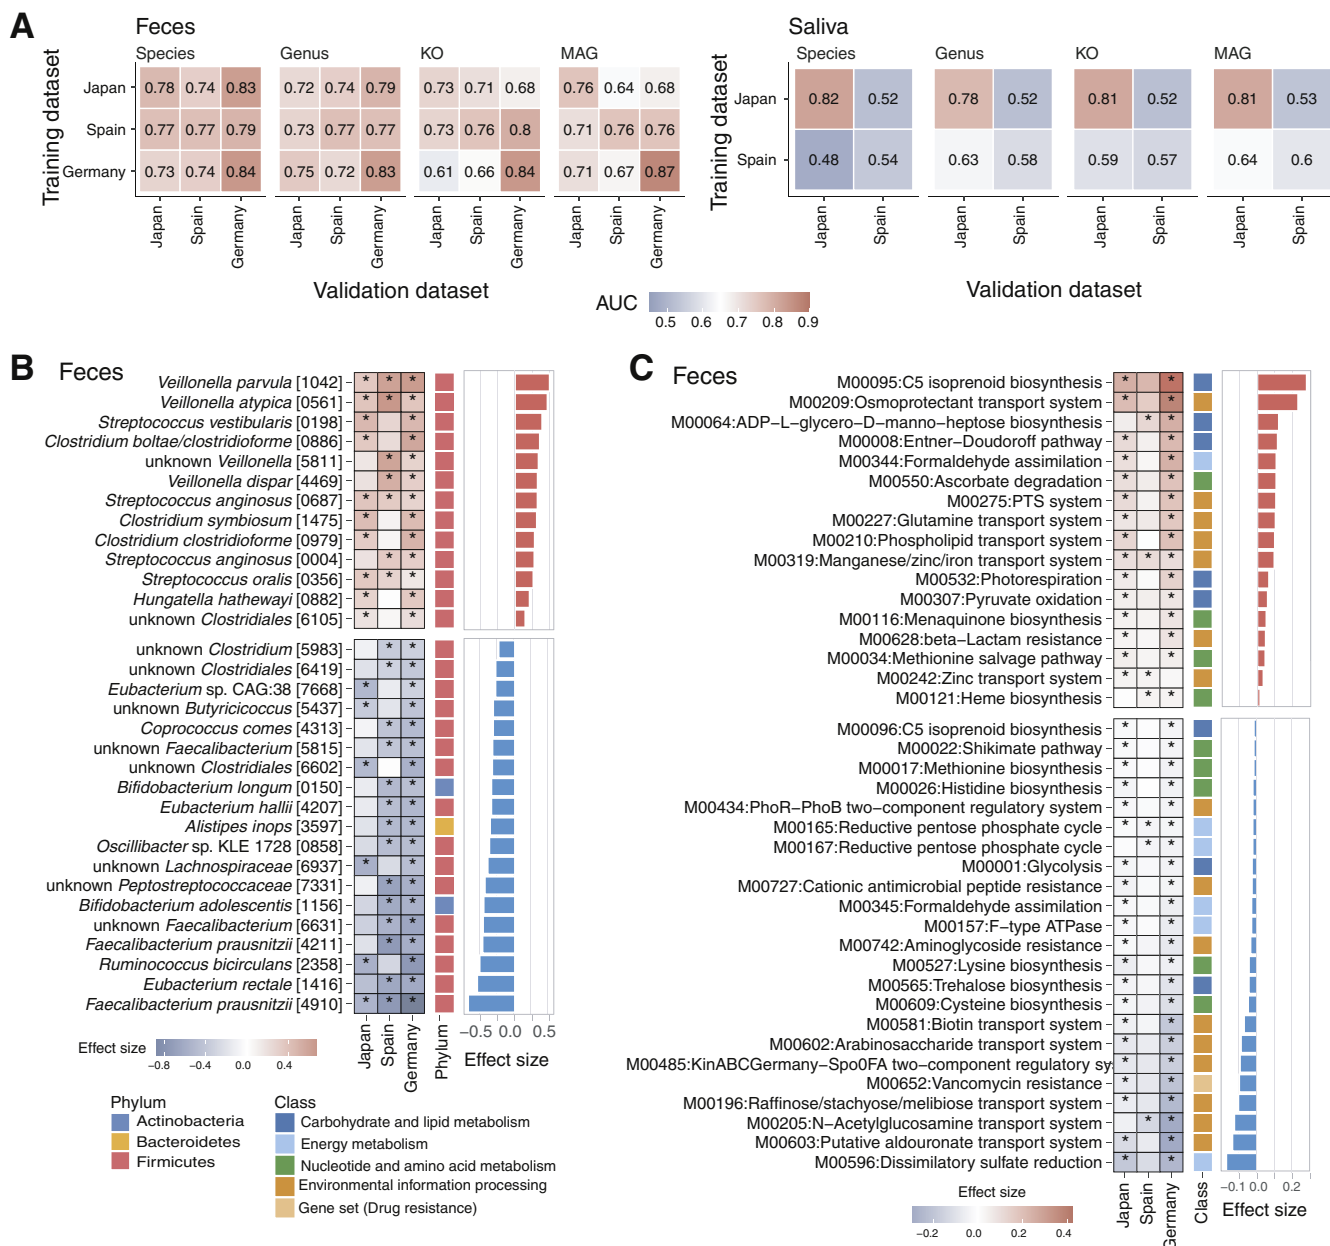 A
Feces
Species Genus KO MAG
Training dataset
Japan 0.78 0.74 0.83 0.72 0.74 0.79 0.73 0.71 0.68 0.76 0.64 0.68
Spain 0.77 0.77 0.79 0.73 0.77 0.77 0.73 0.76 0.8 0.71 0.76 0.76
Germany 0.73 0.74 0.84 0.75 0.72 0.83 0.61 0.66 0.84 0.71 0.67 0.87
Japan Spain Germany Japan Spain Germany Japan Spain Germany Japan Spain Germany
Validation dataset
Saliva
Species Genus KO MAG
Training dataset
Japan 0.82 0.52 0.78 0.52 0.81 0.52 0.81 0.53
Spain 0.48 0.54 0.63 0.58 0.59 0.57 0.64 0.6
Japan Spain Japan Spain Japan Spain Japan Spain
Validation dataset
AUC
0.5 0.6 0.7 0.8 0.9
B
Feces
Veillonella parvula [1042] * * *
Veillonella atypica [0561] * * *
Streptococcus vestibularis [0198] * *
Clostridium boltae/clostridioforme [0886] * *
unknown Veillonella [5811] * *
Veillonella dispar [4469] * *
Streptococcus anginosus [0687] * * *
Clostridium symbiosum [1475] * *
Clostridium clostridioforme [0979] * *
Streptococcus anginosus [0004] * *
Streptococcus oralis [0356] * * *
Hungatella hathewayi [0882] * *
unknown Clostridiales [6105] * *
unknown Clostridium [5983] * *
unknown Clostridiales [6419] * *
Eubacterium sp. CAG:38 [7668] * *
unknown Butyricicoccus [5437] * *
Coprococcus comes [4313] * *
unknown Faecalibacterium [5815] * *
unknown Clostridiales [6602] * *
Bifidobacterium longum [0150] * *
Eubacterium hallii [4207] * *
Alistipes inops [3597] * *
Oscillibacter sp. KLE 1728 [0858] * *
unknown Lachnospiraceae [6937] * *
unknown Peptostreptococcaceae [7331] * *
Bifidobacterium adolescentis [1156] * *
unknown Faecalibacterium [6631] * *
Faecalibacterium prausnitzii [4211] * *
Ruminococcus bicirculans [2358] * *
Eubacterium rectale [1416] * *
Faecalibacterium prausnitzii [4910] * * *
Japan Spain Germany Phylum
−0.5 0.0 0.5
Effect size
Effect size
−0.8 −0.4 0.0 0.4
Phylum
Actinobacteria
Bacteroidetes
Firmicutes
Class
Carbohydrate and lipid metabolism
Energy metabolism
Nucleotide and amino acid metabolism
Environmental information processing
Gene set (Drug resistance)
C
Feces
M00095:C5 isoprenoid biosynthesis * *
M00209:Osmoprotectant transport system * *
M00064:ADP−L−glycero−D−manno−heptose biosynthesis * *
M00008:Entner−Doudoroff pathway * *
M00344:Formaldehyde assimilation * *
M00550:Ascorbate degradation * *
M00275:PTS system * *
M00227:Glutamine transport system * *
M00210:Phospholipid transport system * *
M00319:Manganese/zinc/iron transport system * * *
M00532:Photorespiration * *
M00307:Pyruvate oxidation * *
M00116:Menaquinone biosynthesis * *
M00628:beta−Lactam resistance * *
M00034:Methionine salvage pathway * *
M00242:Zinc transport system * *
M00121:Heme biosynthesis * *
M00096:C5 isoprenoid biosynthesis * *
M00022:Shikimate pathway * *
M00017:Methionine biosynthesis * *
M00026:Histidine biosynthesis * *
M00434:PhoR−PhoB two−component regulatory system * *
M00165:Reductive pentose phosphate cycle * * *
M00167:Reductive pentose phosphate cycle * *
M00001:Glycolysis * *
M00727:Cationic antimicrobial peptide resistance * *
M00345:Formaldehyde assimilation * *
M00157:F−type ATPase * *
M00742:Aminoglycoside resistance * *
M00527:Lysine biosynthesis * *
M00565:Trehalose biosynthesis * *
M00609:Cysteine biosynthesis * *
M00581:Biotin transport system * *
M00602:Arabinosaccharide transport system * *
M00485:KinABCGermany−Spo0FA two−component regulatory sy * *
M00652:Vancomycin resistance * *
M00196:Raffinose/stachyose/melibiose transport system * *
M00205:N−Acetylglucosamine transport system * *
M00603:Putative aldouronate transport system * *
M00596:Dissimilatory sulfate reduction * *
Japan Spain Germany Class
−0.1 0.0 0.2
Effect size
Effect size
−0.2 0.0 0.2 0.4